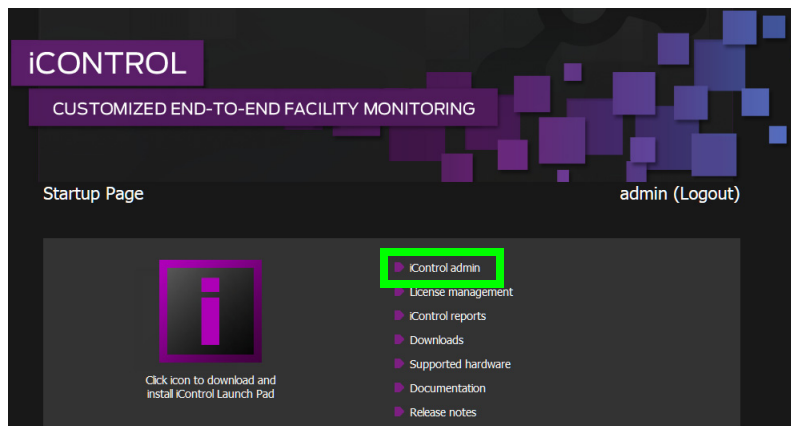 iCONTROL
CUSTOMIZED END-TO-END FACILITY MONITORING
Startup Page
admin (Logout)
i
Click icon to download and
install iControl Launch Pad
iControl admin
License management
iControl reports
Downloads
Supported hardware
Documentation
Release notes